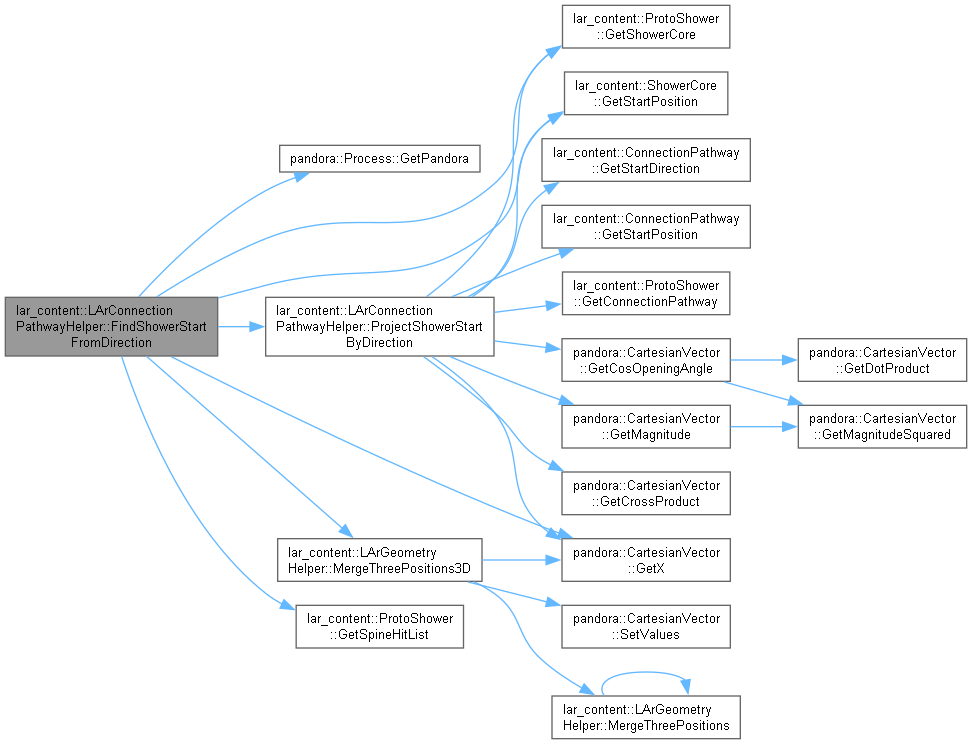 lar_content::ProtoShower
::GetShowerCore
lar_content::ShowerCore
::GetStartPosition
lar_content::ConnectionPathway
::GetStartDirection
pandora::Process::GetPandora
lar_content::ConnectionPathway
::GetStartPosition
lar_content::ProtoShower
::GetConnectionPathway
lar_content::LArConnection
PathwayHelper::FindShowerStart
FromDirection
lar_content::LArConnection
PathwayHelper::ProjectShowerStart
ByDirection
pandora::CartesianVector
::GetCosOpeningAngle
pandora::CartesianVector
::GetDotProduct
pandora::CartesianVector
::GetMagnitude
pandora::CartesianVector
::GetMagnitudeSquared
pandora::CartesianVector
::GetCrossProduct
lar_content::LArGeometry
Helper::MergeThreePositions3D
pandora::CartesianVector
::GetX
lar_content::ProtoShower
::GetSpineHitList
pandora::CartesianVector
::SetValues
lar_content::LArGeometry
Helper::MergeThreePositions